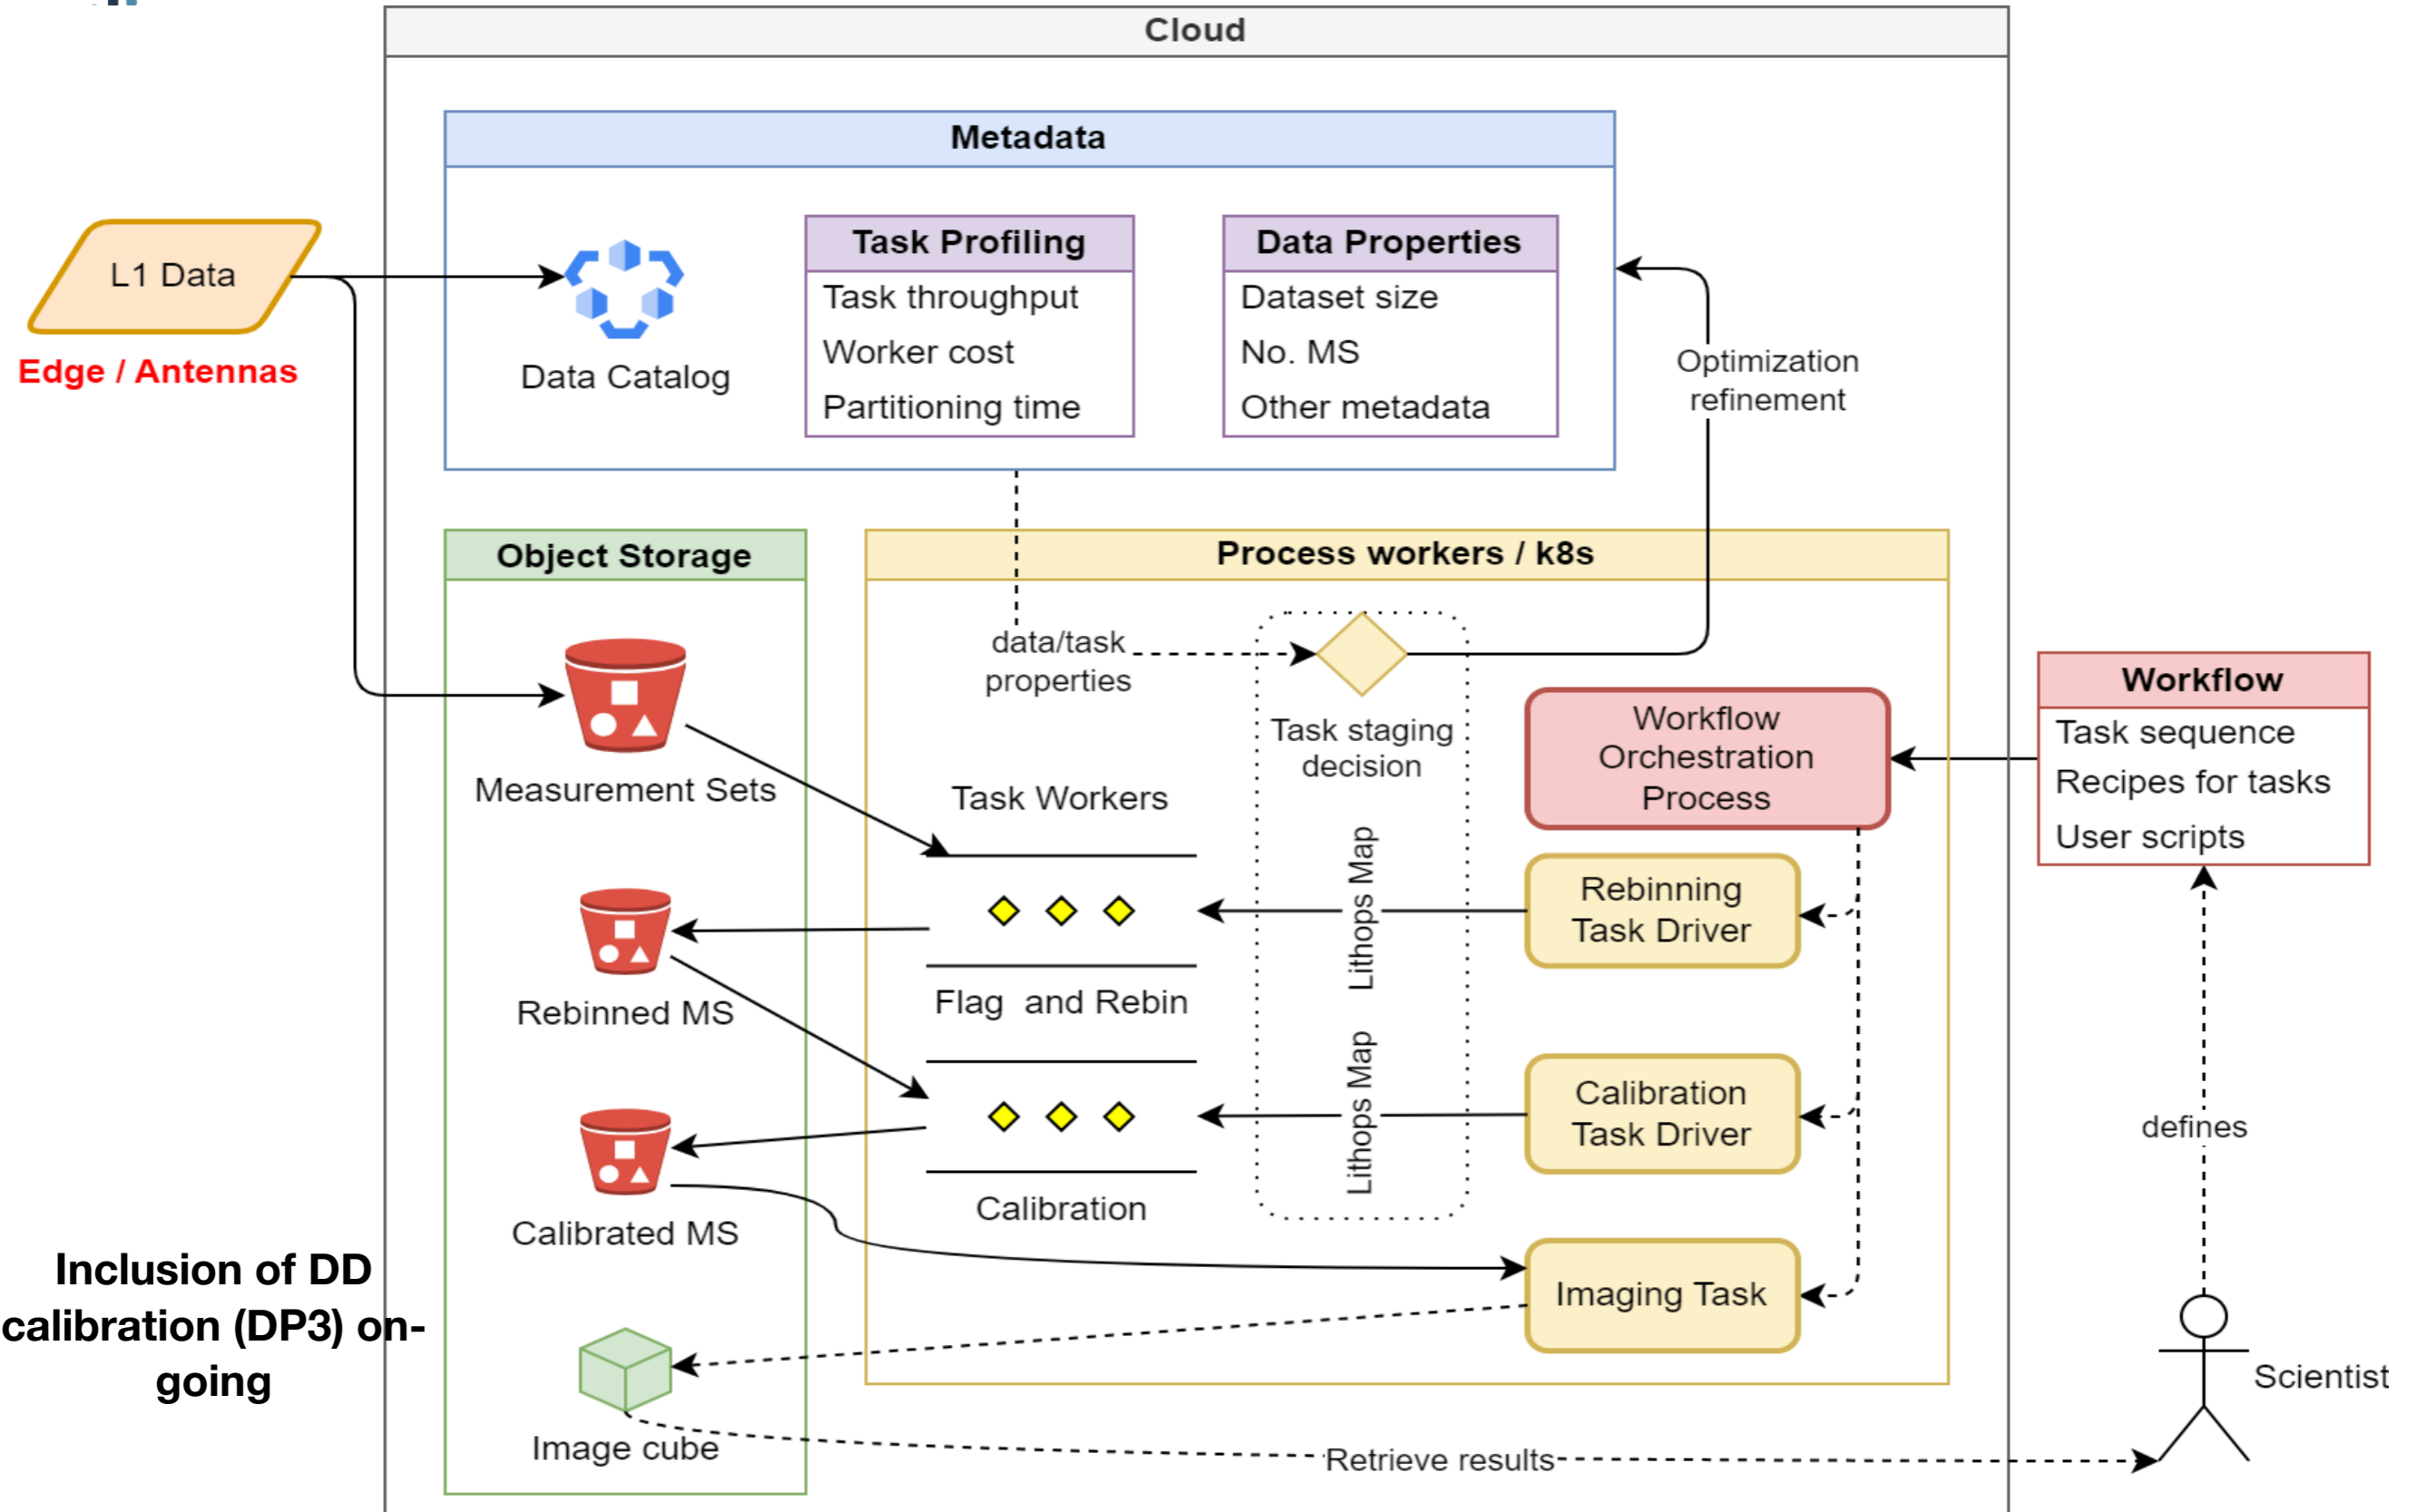 Cloud
Metadata
L1 Data
Edge / Antennas
Data Catalog
Task Profiling
Task throughput
Worker cost
Partitioning time
Data Properties
Dataset size
No. MS
Other metadata
Optimization
refinement
Object Storage
Measurement Sets
Rebinned MS
Calibrated MS
Image cube
Process workers / k8s
data/task
properties
Task staging
decision
Task Workers
Flag  and Rebin
Calibration
Lithops Map
Lithops Map
Workflow
Orchestration
Process
Rebinning
Task Driver
Calibration
Task Driver
Imaging Task
Workflow
Task sequence
Recipes for tasks
User scripts
defines
Scientist
Retrieve results
Inclusion of DD
calibration (DP3) on-
going